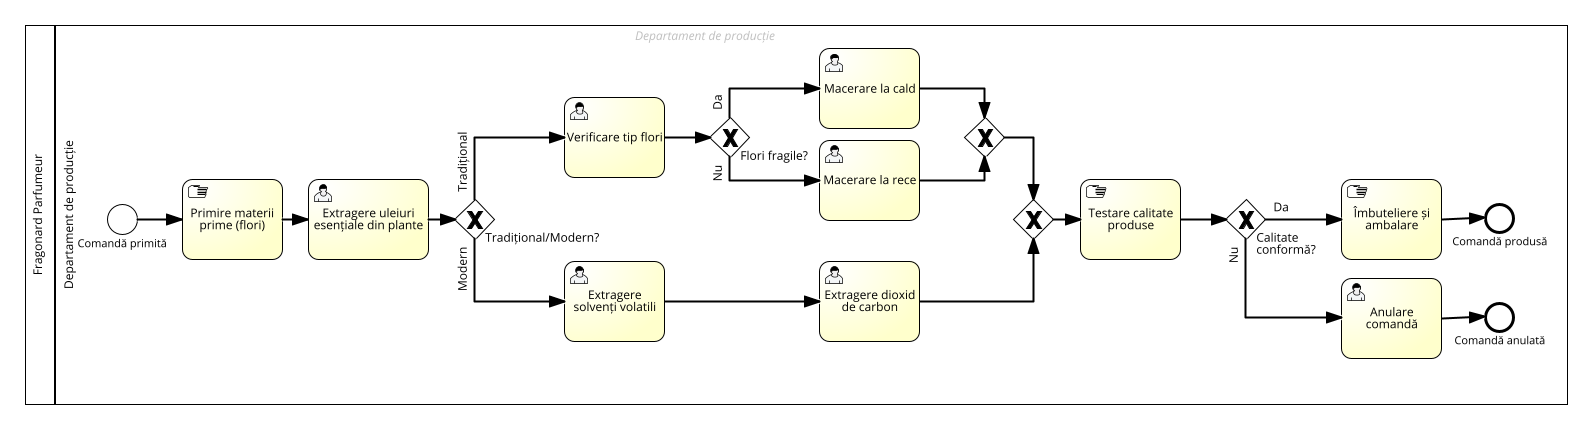 Departament de producție
Fragonard Parfumeur
Departament de producție
Comandă primită
Primire materii
prime (flori)
Extragere uleiuri
esențiale din plante
Tradițional/Modern?
Tradițional
Modern
Verificare tip flori
Flori fragile?
Da
Nu
Macerare la cald
Macerare la rece
Extragere
solvenți volatili
Extragere dioxid
de carbon
Testare calitate
produse
Calitate
conformă?
Da
Nu
Îmbuteliere și
ambalare
Comandă produsă
Anulare
comandă
Comandă anulată